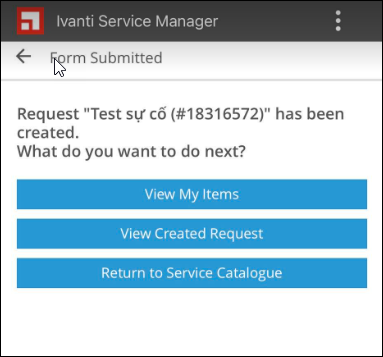 Ivanti Service Manager
Form Submitted
Request "Test sự cố (#18316572)" has been
created.
What do you want to do next?
View My Items
View Created Request
Return to Service Catalogue